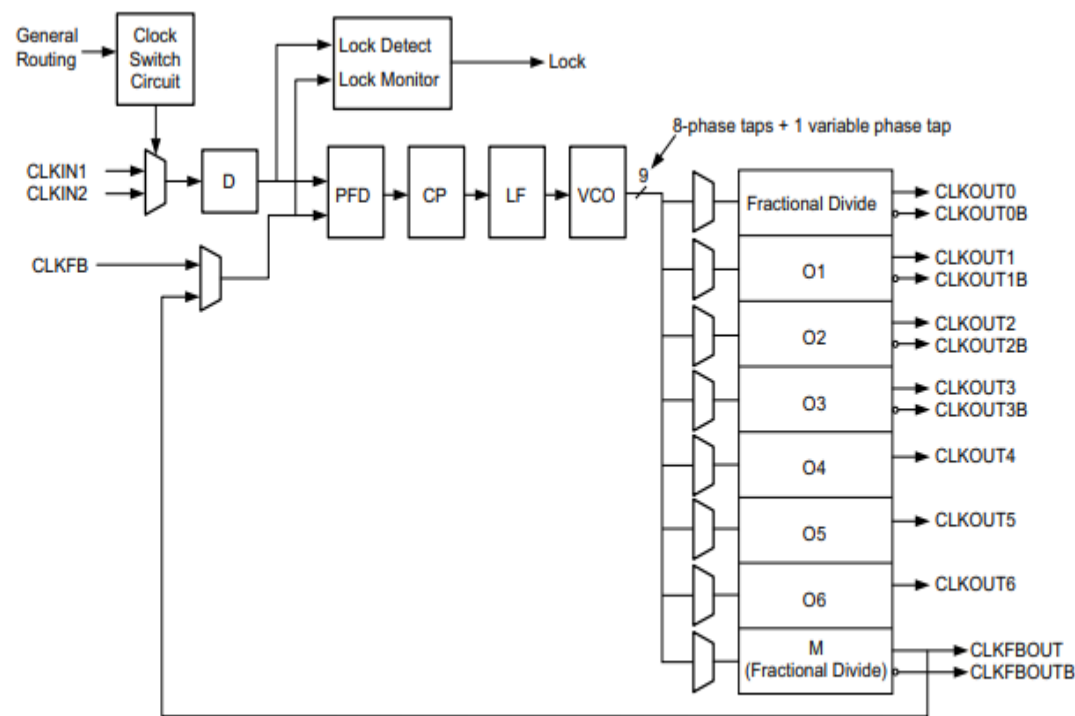 General
Routing
Clock
Switch
Circuit
Lock Detect
Lock Monitor
Lock
8-phase taps + 1 variable phase tap
CLKIN1
CLKIN2
D
PFD
CP
LF
VCO
9
CLKFB
Fractional Divide
CLKOUT0
CLKOUT0B
O1
CLKOUT1
CLKOUT1B
O2
CLKOUT2
CLKOUT2B
O3
CLKOUT3
CLKOUT3B
O4
CLKOUT4
O5
CLKOUT5
O6
CLKOUT6
M
(Fractional Divide)
CLKFBOUT
CLKFBOUTB